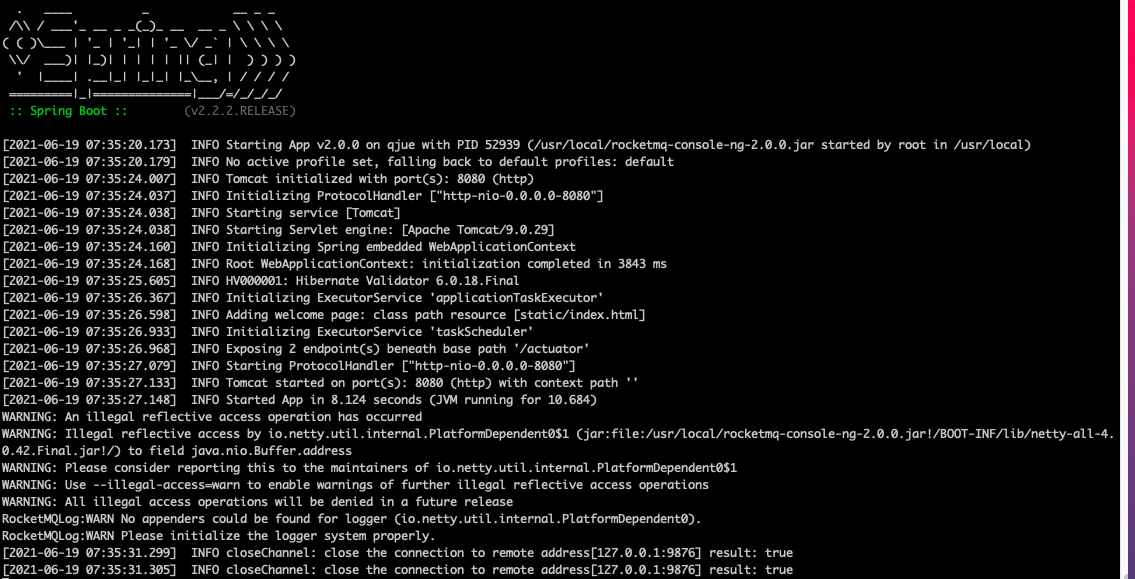 .   ____          _            __ _ _
 /\\ / ___'_ __ _ _(_)_ __  __ _ \ \ \ \
( ( )\___ | '_ | '_| | '_ \/ _` | \ \ \ \
 \\/  ___)| |_)| | | | | || (_| |  ) ) ) )
  '  |____| .__|_| |_|_| |_\__, | / / / /
 =========|_|==============|___/=/_/_/_/
 :: Spring Boot ::        (v2.2.2.RELEASE)
[2021-06-19 07:35:20.173]  INFO Starting App v2.0.0 on qjue with PID 52939 (/usr/local/rocketmq-console-ng-2.0.0.jar started by root in /usr/local)
[2021-06-19 07:35:20.179]  INFO No active profile set, falling back to default profiles: default
[2021-06-19 07:35:24.007]  INFO Tomcat initialized with port(s): 8080 (http)
[2021-06-19 07:35:24.037]  INFO Initializing ProtocolHandler ["http-nio-0.0.0.0-8080"]
[2021-06-19 07:35:24.038]  INFO Starting service [Tomcat]
[2021-06-19 07:35:24.038]  INFO Starting Servlet engine: [Apache Tomcat/9.0.29]
[2021-06-19 07:35:24.160]  INFO Initializing Spring embedded WebApplicationContext
[2021-06-19 07:35:24.168]  INFO Root WebApplicationContext: initialization completed in 3843 ms
[2021-06-19 07:35:25.605]  INFO HV000001: Hibernate Validator 6.0.18.Final
[2021-06-19 07:35:26.367]  INFO Initializing ExecutorService 'applicationTaskExecutor'
[2021-06-19 07:35:26.598]  INFO Adding welcome page: class path resource [static/index.html]
[2021-06-19 07:35:26.933]  INFO Initializing ExecutorService 'taskScheduler'
[2021-06-19 07:35:26.968]  INFO Exposing 2 endpoint(s) beneath base path '/actuator'
[2021-06-19 07:35:27.079]  INFO Starting ProtocolHandler ["http-nio-0.0.0.0-8080"]
[2021-06-19 07:35:27.133]  INFO Tomcat started on port(s): 8080 (http) with context path ''
[2021-06-19 07:35:27.148]  INFO Started App in 8.124 seconds (JVM running for 10.684)
WARNING: An illegal reflective access operation has occurred
WARNING: Illegal reflective access by io.netty.util.internal.PlatformDependent0$1 (jar:file:/usr/local/rocketmq-console-ng-2.0.0.jar!/BOOT-INF/lib/netty-all-4.
0.42.Final.jar!/) to field java.nio.Buffer.address
WARNING: Please consider reporting this to the maintainers of io.netty.util.internal.PlatformDependent0$1
WARNING: Use --illegal-access=warn to enable warnings of further illegal reflective access operations
WARNING: All illegal access operations will be denied in a future release
RocketMQLog:WARN No appenders could be found for logger (io.netty.util.internal.PlatformDependent0).
RocketMQLog:WARN Please initialize the logger system properly.
[2021-06-19 07:35:31.299]  INFO closeChannel: close the connection to remote address[127.0.0.1:9876] result: true
[2021-06-19 07:35:31.305]  INFO closeChannel: close the connection to remote address[127.0.0.1:9876] result: true